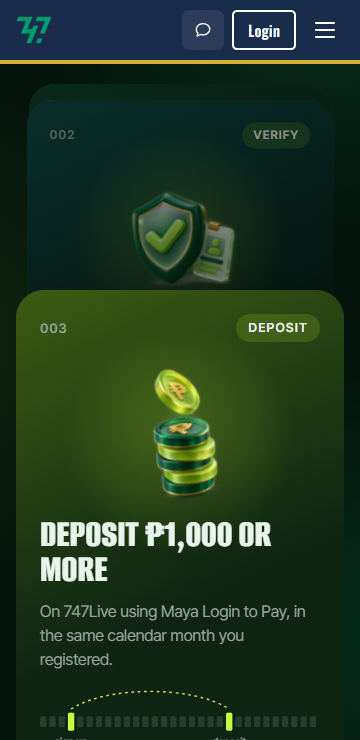 747
Login
002
VERIFY
003
DEPOSIT
DEPOSIT ₱1,000 OR
MORE
On 747Live using Maya Login to Pay, in
the same calendar month you
registered.